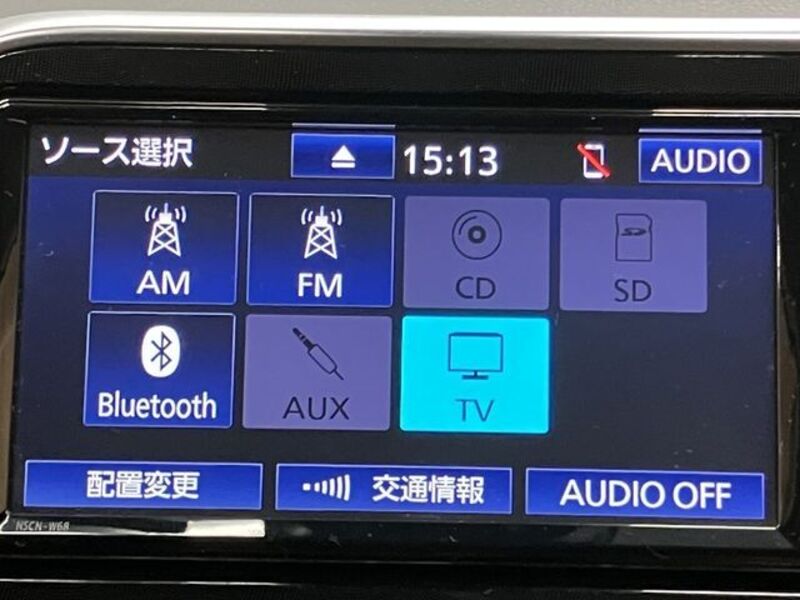 ソース選択 15:13 AUDIO
AM FM CD SD
Bluetooth AUX TV
配置変更 交通情報 AUDIO OFF
NSCN-W68